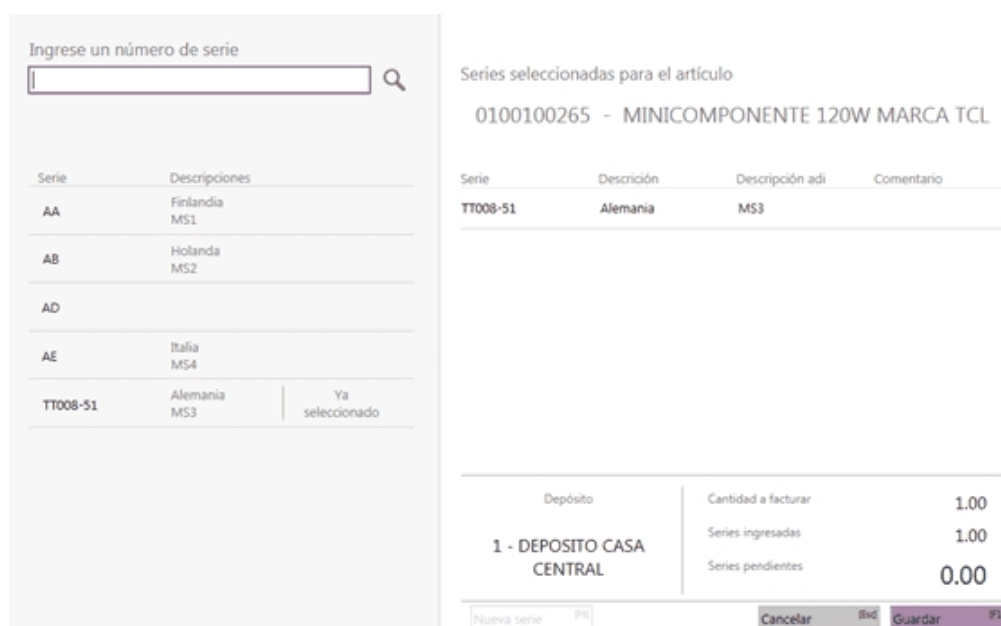 Ingrese un número de serie
Serie Descripciones
AA Finlandia
MS1
AB Holanda
MS2
AD
AE Italia
MS4
TT008-51 Alemania Ya
MS3 seleccionado
Series seleccionadas para el artículo
0100100265 - MINICOMPONENTE 120W MARCA TCL
Serie Descrición Descripción adi Comentario
TT008-51 Alemania MS3
Depósito
1 - DEPOSITO CASA
CENTRAL
Cantidad a facturar 1.00
Series ingresadas 1.00
Series pendientes 0.00
Nueva serie
Cancelar [Esc]
Guardar